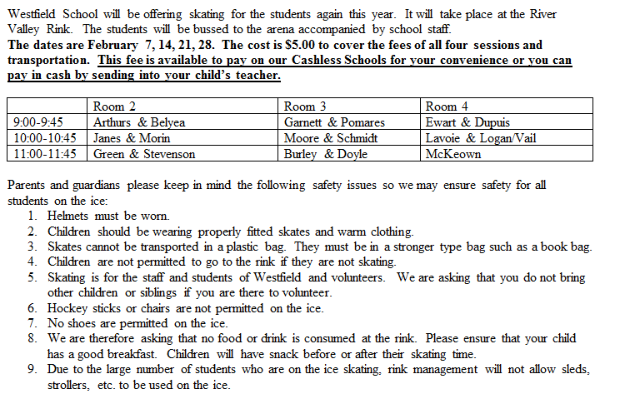 Westfield School will be offering skating for the students again this year. It will take place at the River
Valley Rink. The students will be bussed to the arena accompanied by school staff.
The dates are February 7, 14, 21, 28. The cost is $5.00 to cover the fees of all four sessions and
transportation. This fee is available to pay on our Cashless Schools for your convenience or you can
pay in cash by sending into your child's teacher.
Room 2 Room 3 Room 4
9:00-9:45 Arthurs & Belyea Garnett & Pomares Ewart & Dupuis
10:00-10:45 Janes & Morin Moore & Schmidt Lavoie & Logan/Vail
11:00-11:45 Green & Stevenson Burley & Doyle McKeown
Parents and guardians please keep in mind the following safety issues so we may ensure safety for all
students on the ice:
1. Helmets must be worn.
2. Children should be wearing properly fitted skates and warm clothing.
3. Skates cannot be transported in a plastic bag. They must be in a stronger type bag such as a book bag.
4. Children are not permitted to go to the rink if they are not skating.
5. Skating is for the staff and students of Westfield and volunteers. We are asking that you do not bring
other children or siblings if you are there to volunteer.
6. Hockey sticks or chairs are not permitted on the ice.
7. No shoes are permitted on the ice.
8. We are therefore asking that no food or drink is consumed at the rink. Please ensure that your child
has a good breakfast. Children will have snack before or after their skating time.
9. Due to the large number of students who are on the ice skating, rink management will not allow sleds,
strollers, etc. to be used on the ice.